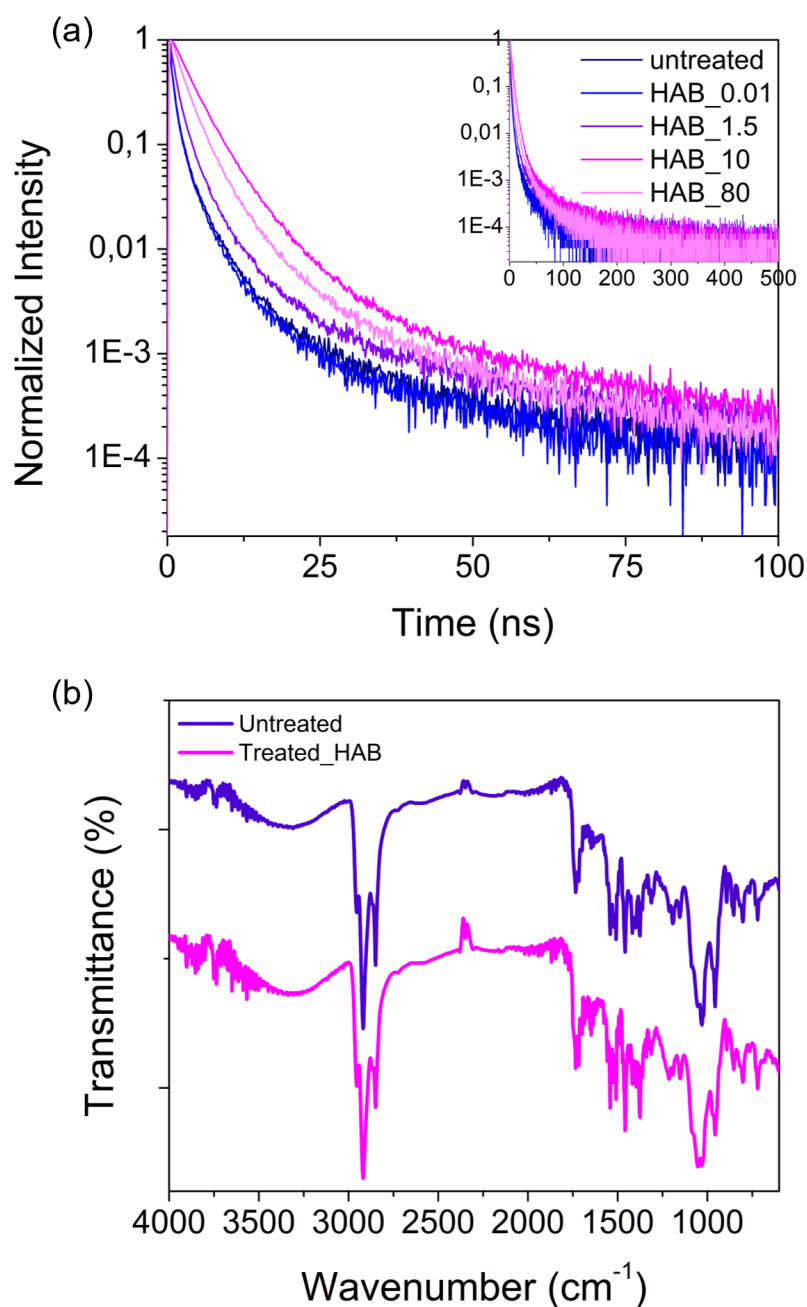 (a)
Normalized Intensity
1
0,1
0,01
1E-3
1E-4
0 25 50 75 100
Time (ns)
1
0,1
0,01
1E-3
1E-4
0 100 200 300 400 500
untreated
HAB_0.01
HAB_1.5
HAB_10
HAB_80
(b)
Transmittance (%)
Untreated
Treated_HAB
4000 3500 3000 2500 2000 1500 1000
Wavenumber (cm⁻¹)